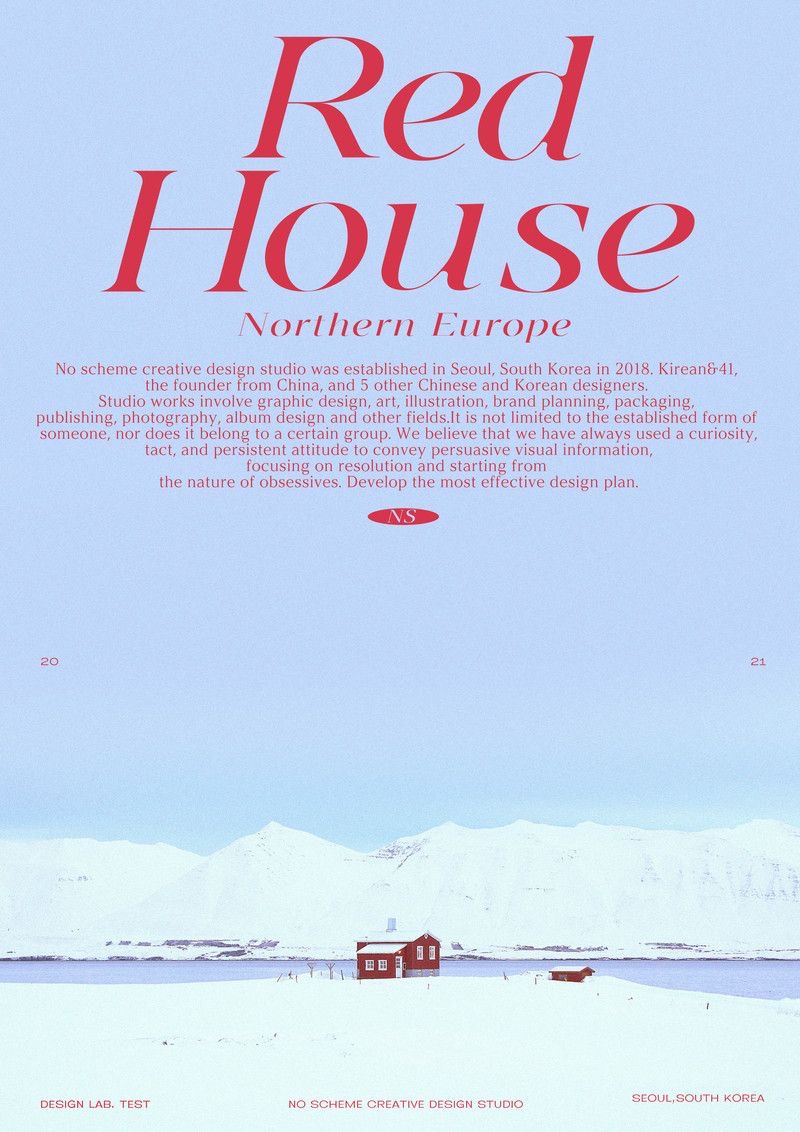 Red
House
Northern Europe
No scheme creative design studio was established in Seoul, South Korea in 2018. Kirean&41,
the founder from China, and 5 other Chinese and Korean designers.
Studio works involve graphic design, art, illustration, brand planning, packaging,
publishing, photography, album design and other fields.It is not limited to the established form of
someone, nor does it belong to a certain group. We believe that we have always used a curiosity,
tact, and persistent attitude to convey persuasive visual information,
focusing on resolution and starting from
the nature of obsessives. Develop the most effective design plan.
NS
20
21
DESIGN LAB. TEST
NO SCHEME CREATIVE DESIGN STUDIO
SEOUL,SOUTH KOREA